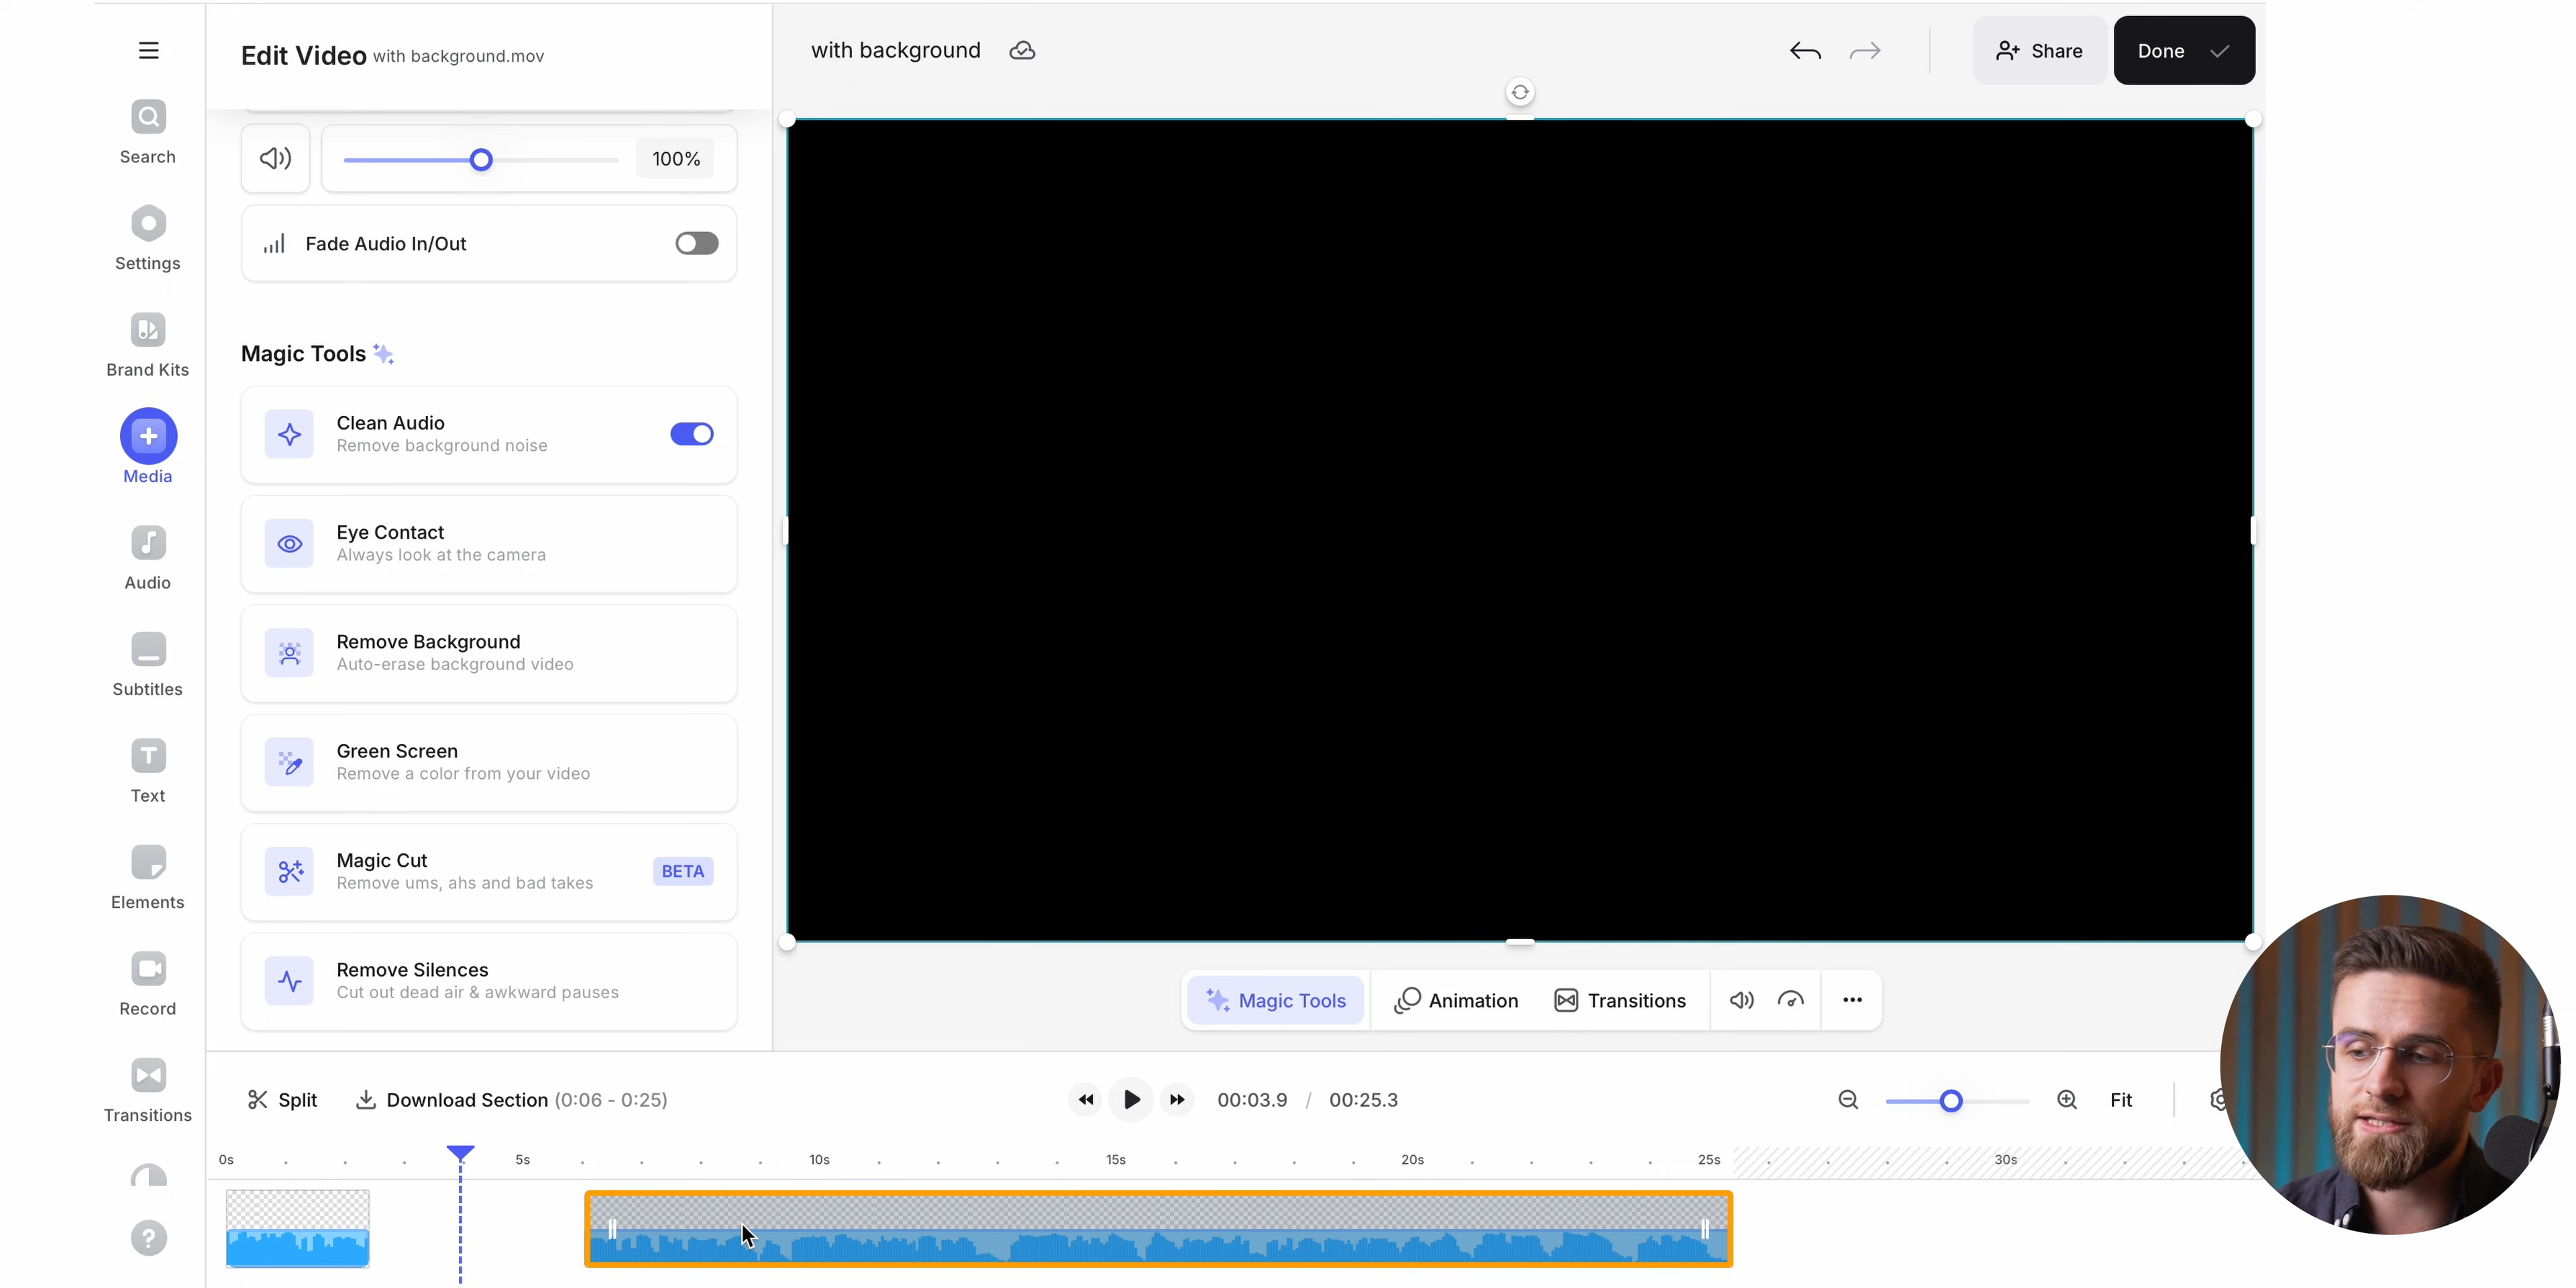 Edit Video with background.mov
with background
Share
Done
Search
Settings
Brand Kits
Media
Audio
Subtitles
Text
Elements
Record
Transitions
?
100%
Fade Audio In/Out
Magic Tools
Clean Audio
Remove background noise
Eye Contact
Always look at the camera
Remove Background
Auto-erase background video
Green Screen
Remove a color from your video
Magic Cut
Remove ums, ahs and bad takes
BETA
Remove Silences
Cut out dead air & awkward pauses
Magic Tools
Animation
Transitions
Split
Download Section (0:06 - 0:25)
00:03.9 / 00:25.3
Fit
0s 5s 10s 15s 20s 25s 30s